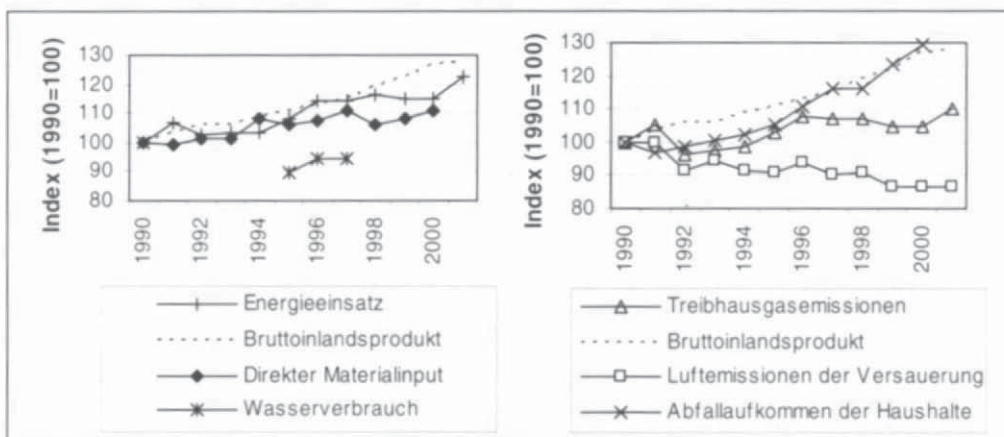 Index (1990=100)
130
120
110
100
90
80
1990
1992
1994
1996
1998
2000
Energieeinsatz
Bruttoinlandsprodukt
Direkter Materialinput
Wasserverbrauch
Index (1990=100)
130
120
110
100
90
80
1990
1992
1994
1996
1998
2000
Treibhausgasemissionen
Bruttoinlandsprodukt
Luftemissionen der Versauerung
Abfallaufkommen der Haushalte